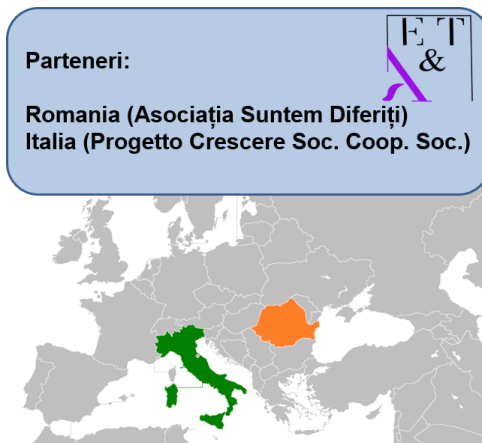 Parteneri:
E&T
A
Romania (Asociația Suntem Diferiți)
Italia (Progetto Crescere Soc. Coop. Soc.)